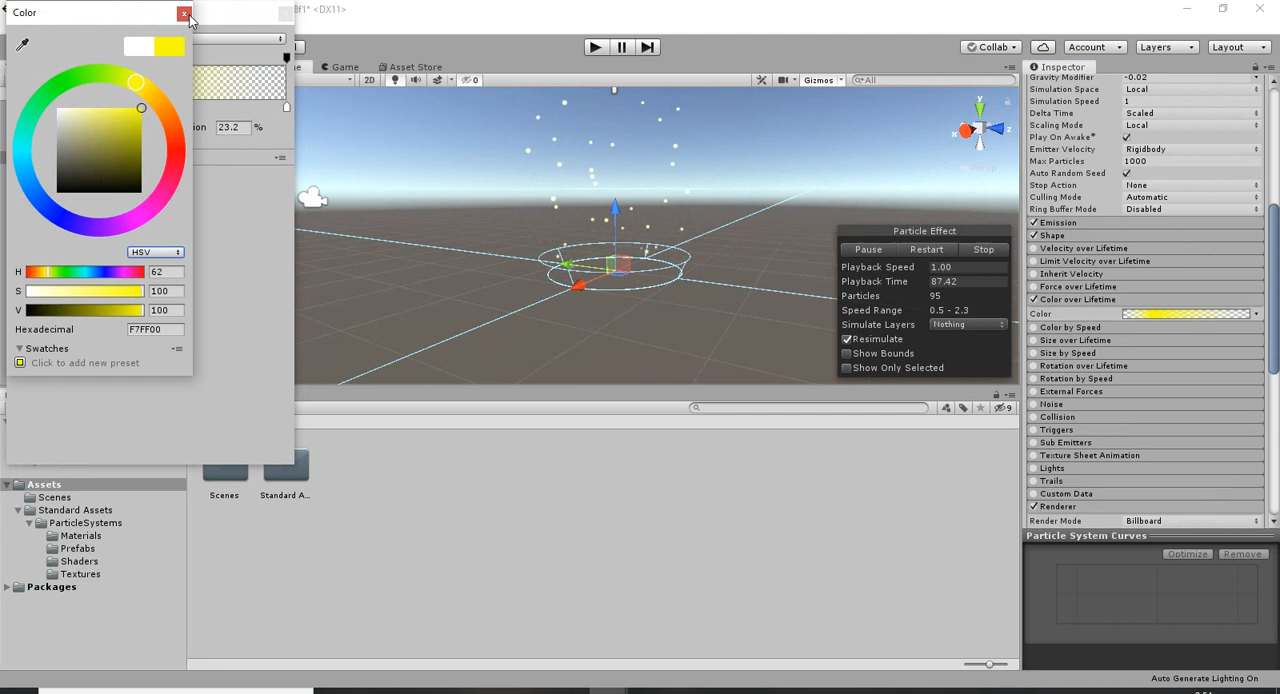 Color
8f1* <DX11>
Collab
Account
Layers
Layout
Game
Asset Store
2D
0
Gizmos
All
Inspector
Gravity Modifier -0.02
Simulation Space Local
Simulation Speed 1
Delta Time Scaled
Scaling Mode Local
Play On Awake*
Emitter Velocity Rigidbody
Max Particles 1000
Auto Random Seed
Stop Action None
Culling Mode Automatic
Ring Buffer Mode Disabled
Emission
Shape
Velocity over Lifetime
Limit Velocity over Lifetime
Inherit Velocity
Force over Lifetime
Color over Lifetime
Color
Color by Speed
Size over Lifetime
Size by Speed
Rotation over Lifetime
Rotation by Speed
External Forces
Noise
Collision
Triggers
Sub Emitters
Texture Sheet Animation
Lights
Trails
Custom Data
Renderer
Render Mode Billboard
Particle System Curves
Optimize Remove
ion 23.2 %
HSV
H 62
S 100
V 100
Hexadecimal F7FF00
Swatches
Click to add new preset
y
x
z
Persp
Particle Effect
Pause Restart Stop
Playback Speed 1.00
Playback Time 87.42
Particles 95
Speed Range 0.5 - 2.3
Simulate Layers Nothing
Resimulate
Show Bounds
Show Only Selected
9
Assets
Scenes
Standard Assets
ParticleSystems
Materials
Prefabs
Shaders
Textures
Packages
Scenes
Standard A...
Auto Generate Lighting On